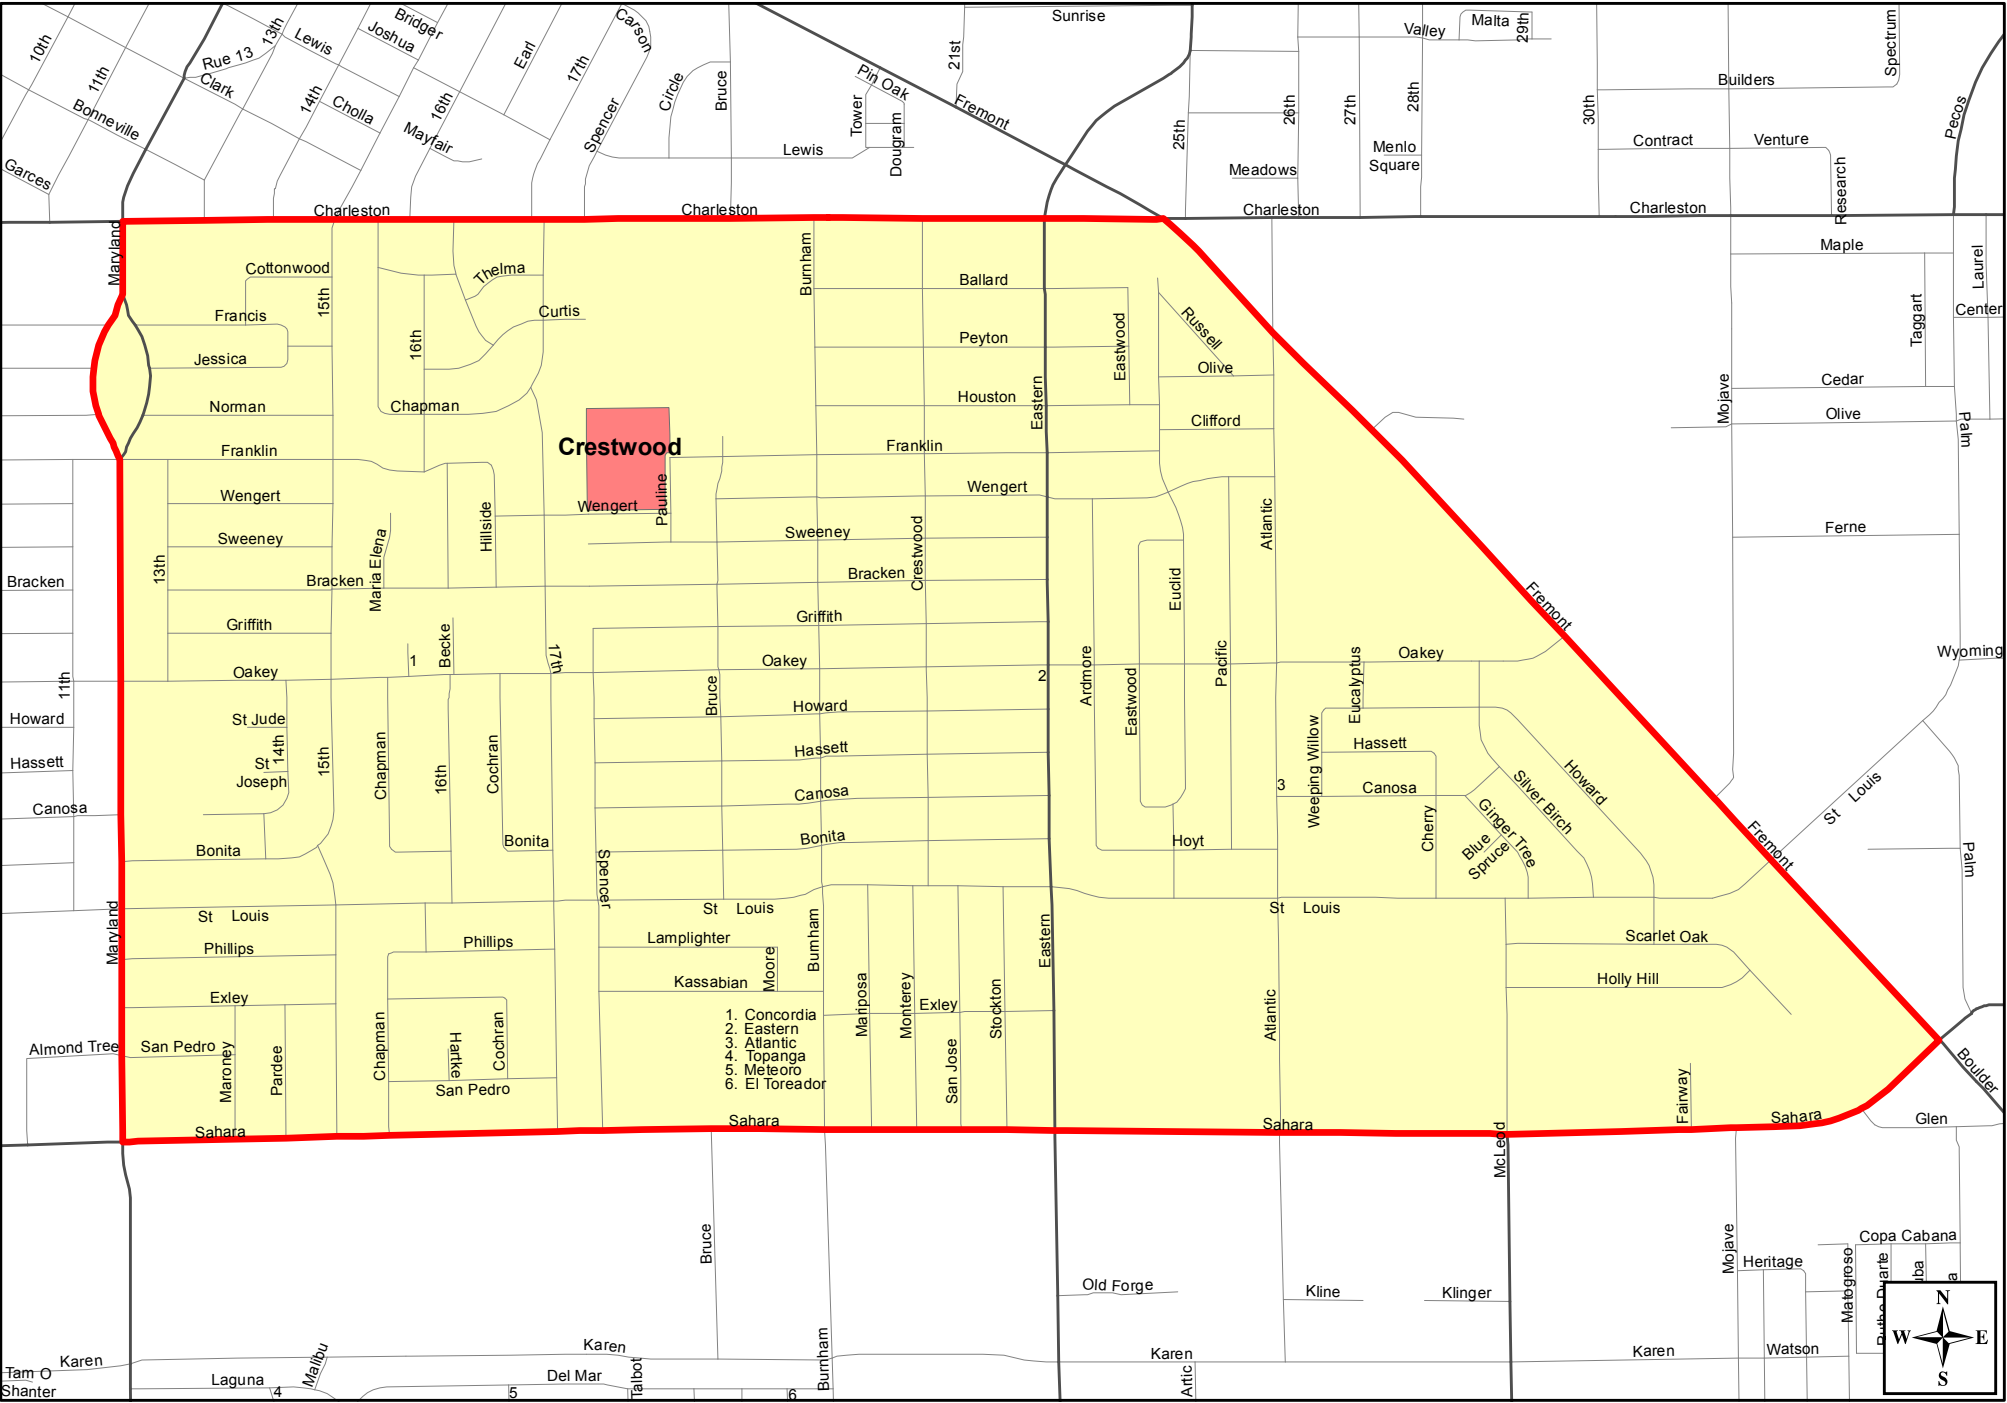 Sunrise
10th
11th
Rue 13
13th
Lewis
Bridger
Joshua
Clark
Bonneville
Garces
14th
Cholla
Mayfair
16th
Earl
17th
Carson
Spencer
Circle
Bruce
21st
Pin Oak
Tower
Dougram
Fremont
Lewis
25th
26th
27th
28th
Valley
Malta
29th
Menlo
Square
Meadows
30th
Builders
Spectrum
Contract
Venture
Research
Pecos
Charleston
Charleston
Charleston
Charleston
Maryland
Cottonwood
15th
Francis
Jessica
Norman
Franklin
16th
Thelma
Curtis
Chapman
Burnham
Ballard
Peyton
Houston
Eastern
Eastwood
Russell
Olive
Clifford
Maple
Laurel
Center
Taggart
Mojave
Cedar
Olive
Palm
Crestwood
Franklin
Wengert
Wengert
Pauline
Wengert
Sweeney
Sweeney
Hillside
Maria Elena
13th
Bracken
Bracken
Bracken
Crestwood
Atlantic
Euclid
Ferne
Fremont
Griffith
Griffith
Becke
1
17th
Oakey
Oakey
Oakey
2
Ardmore
Pacific
Eucalyptus
Wyoming
11th
Howard
Hassett
Canosa
St Jude
14th
St
Joseph
15th
Chapman
16th
Cochran
Bruce
Howard
Hassett
Canosa
Bonita
Bonita
Bonita
Eastwood
Hoyt
3
Weeping Willow
Hassett
Canosa
Cherry
Howard
Silver Birch
Ginger Tree
Blue
Spruce
St Louis
Fremont
Palm
Spencer
St Louis
St Louis
St Louis
Maryland
Phillips
Phillips
Lamplighter
Kassabian
Moore
Burnham
Mariposa
Monterey
Exley
San Jose
Stockton
Eastern
Atlantic
Scarlet Oak
Holly Hill
Exley
Almond Tree
San Pedro
Maroney
Pardee
Chapman
Hartke
Cochran
San Pedro
1. Concordia
2. Eastern
3. Atlantic
4. Topanga
5. Meteoro
6. El Toreador
Fairway
Boulder
Sahara
Sahara
Sahara
Sahara
Glen
McLeod
Bruce
Mojave
Copa Cabana
Heritage
Matogroso
Duarte
uba
a
Old Forge
Kline
Klinger
Karen
Karen
Karen
Karen
Watson
Tam O
Shanter
Laguna
4
Malibu
5
Del Mar
Talbot
6
Burnham
Artic
N
W
E
S